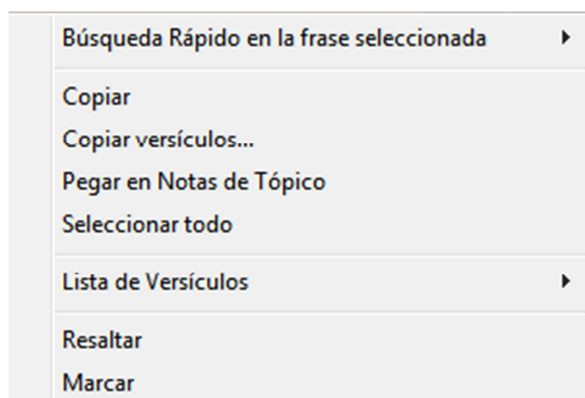 Búsqueda Rápido en la frase seleccionada
Copiar
Copiar versículos...
Pegar en Notas de Tópico
Seleccionar todo
Lista de Versículos
Resaltar
Marcar